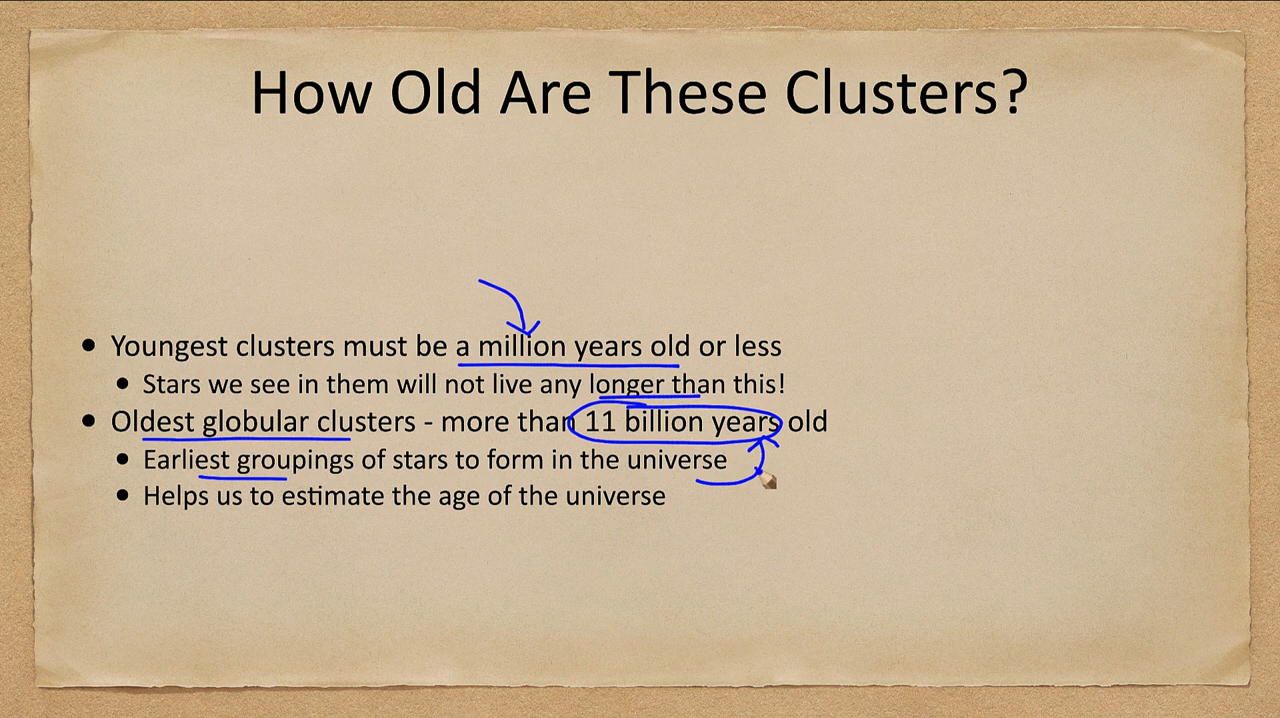 How Old Are These Clusters?
• Youngest clusters must be a million years old or less
• Stars we see in them will not live any longer than this!
• Oldest globular clusters - more than 11 billion years old
• Earliest groupings of stars to form in the universe
• Helps us to estimate the age of the universe